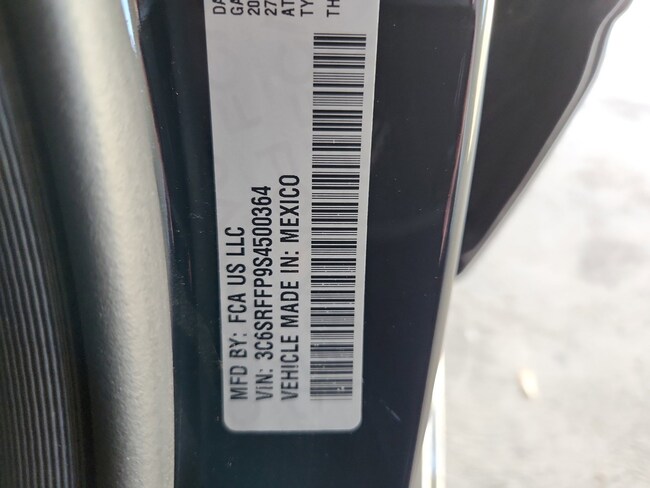 MFD BY: FCA US LLC
VIN: 3C6SRFFP9S4500364
VEHICLE MADE IN: MEXICO